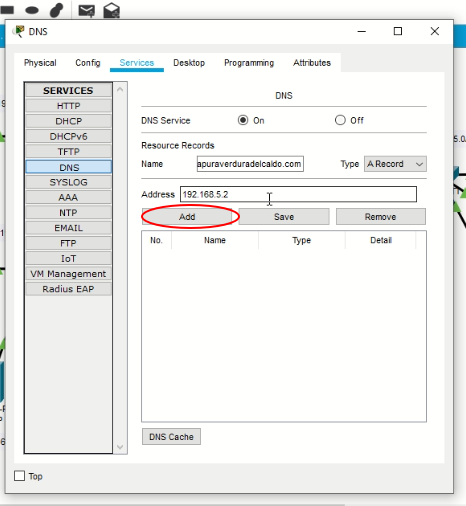 DNS
Physical Config Services Desktop Programming Attributes
SERVICES
HTTP
DHCP
DHCPv6
TFTP
DNS
SYSLOG
AAA
NTP
EMAIL
FTP
IoT
VM Management
Radius EAP
DNS
DNS Service On Off
Resource Records
Name apuraverduradelcaldo.com Type A Record
Address 192.168.5.2
Add Save Remove
No. Name Type Detail
DNS Cache
Top